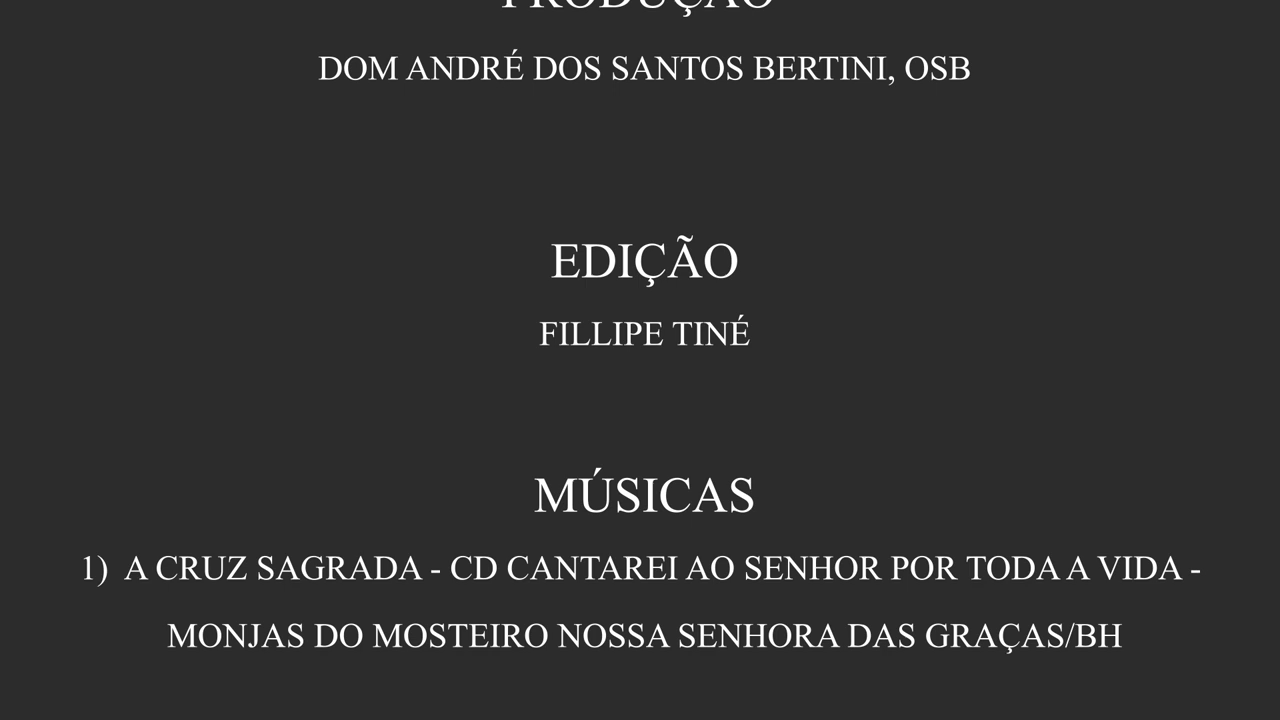 PRODUÇÃO
DOM ANDRÉ DOS SANTOS BERTINI, OSB
EDIÇÃO
FILLIPE TINÉ
MÚSICAS
1) A CRUZ SAGRADA - CD CANTAREI AO SENHOR POR TODA A VIDA -
MONJAS DO MOSTEIRO NOSSA SENHORA DAS GRAÇAS/BH